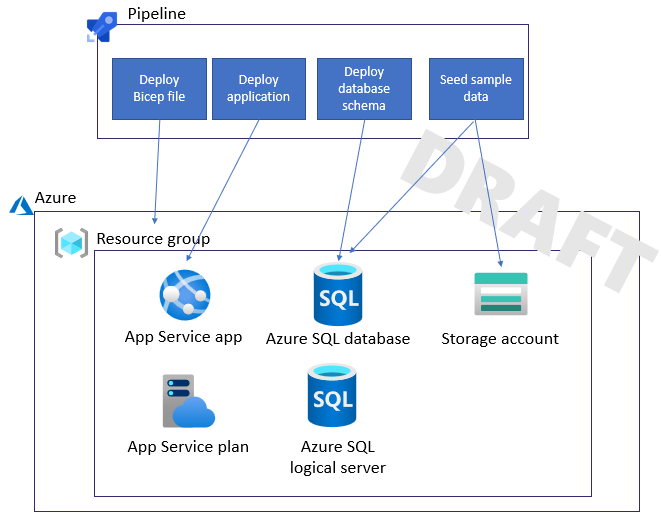 Pipeline
Deploy
Bicep file
Deploy
application
Deploy
database
schema
Seed sample
data
DRAFT
Azure
Resource group
SQL
App Service app
Azure SQL database
Storage account
SQL
App Service plan
Azure SQL
logical server